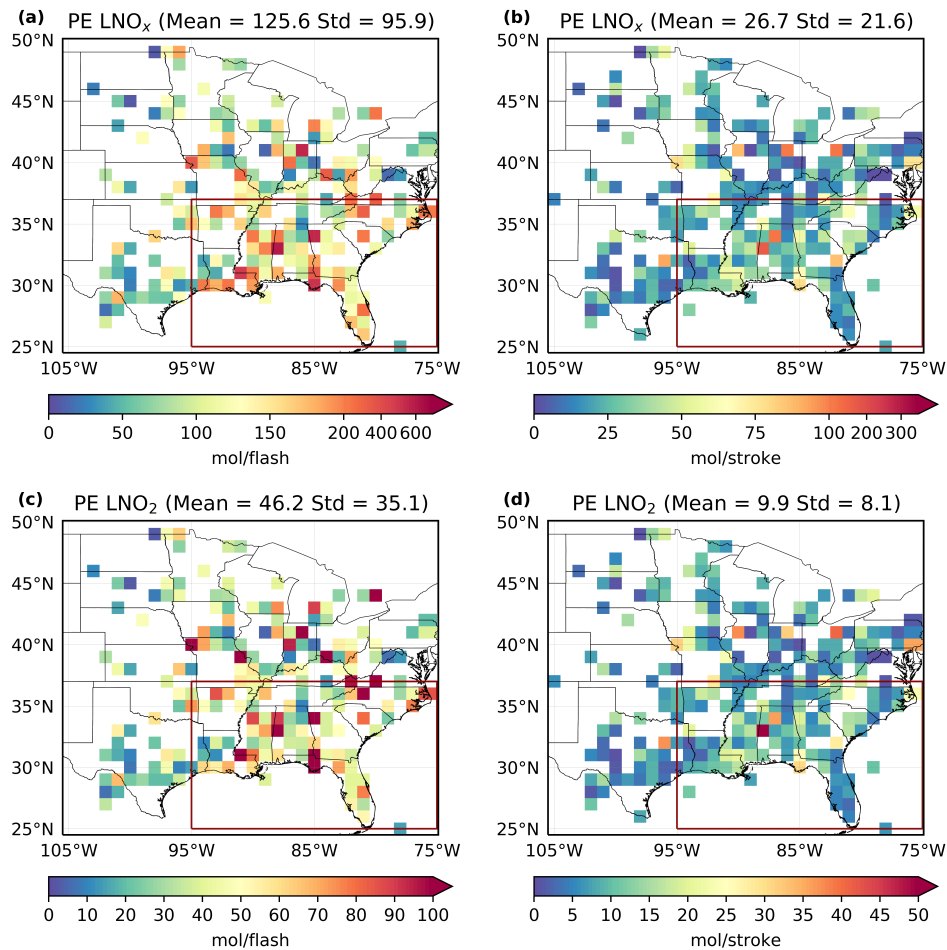 (a) PE LNOₓ (Mean = 125.6 Std = 95.9)
50°N
45°N
40°N
35°N
30°N
25°N
105°W 95°W 85°W 75°W
0 50 100 150 200 400 600
mol/flash
(b) PE LNOₓ (Mean = 26.7 Std = 21.6)
50°N
45°N
40°N
35°N
30°N
25°N
105°W 95°W 85°W 75°W
0 25 50 75 100 200 300
mol/stroke
(c) PE LNO₂ (Mean = 46.2 Std = 35.1)
50°N
45°N
40°N
35°N
30°N
25°N
105°W 95°W 85°W 75°W
0 10 20 30 40 50 60 70 80 90 100
mol/flash
(d) PE LNO₂ (Mean = 9.9 Std = 8.1)
50°N
45°N
40°N
35°N
30°N
25°N
105°W 95°W 85°W 75°W
0 5 10 15 20 25 30 35 40 45 50
mol/stroke